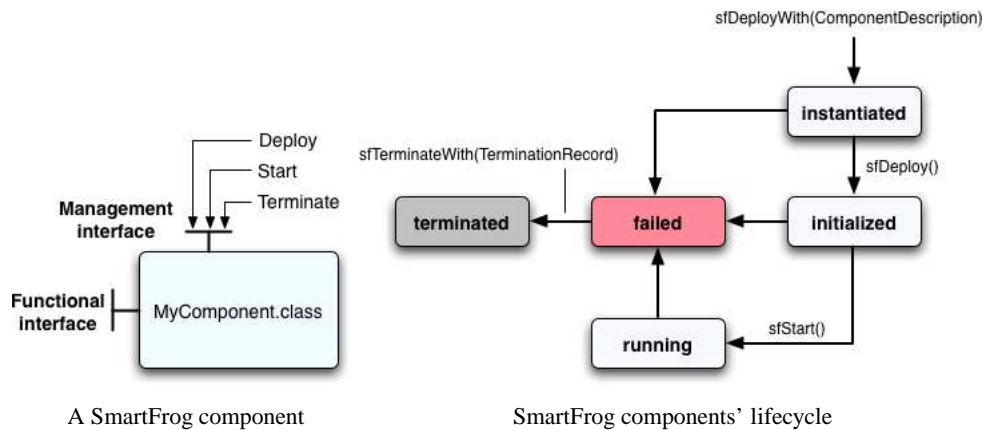 sfDeployWith(ComponentDescription)
instantiated
Deploy
Start
Terminate
Management
interface
sfTerminateWith(TerminationRecord)
sfDeploy()
terminated
failed
initialized
Functional
interface
MyComponent.class
running
sfStart()
A SmartFrog component
SmartFrog components’ lifecycle